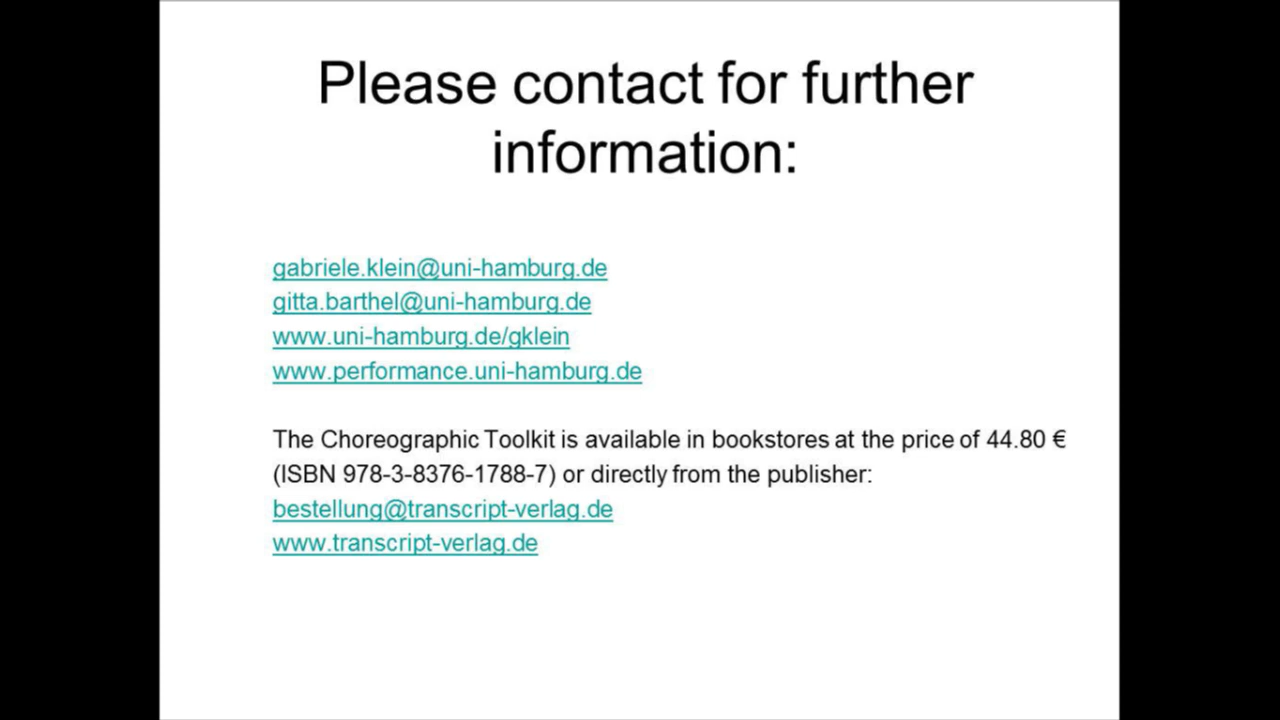 Please contact for further
information:
gabriele.klein@uni-hamburg.de
gitta.barthel@uni-hamburg.de
www.uni-hamburg.de/gklein
www.performance.uni-hamburg.de
The Choreographic Toolkit is available in bookstores at the price of 44.80 €
(ISBN 978-3-8376-1788-7) or directly from the publisher:
bestellung@transcript-verlag.de
www.transcript-verlag.de